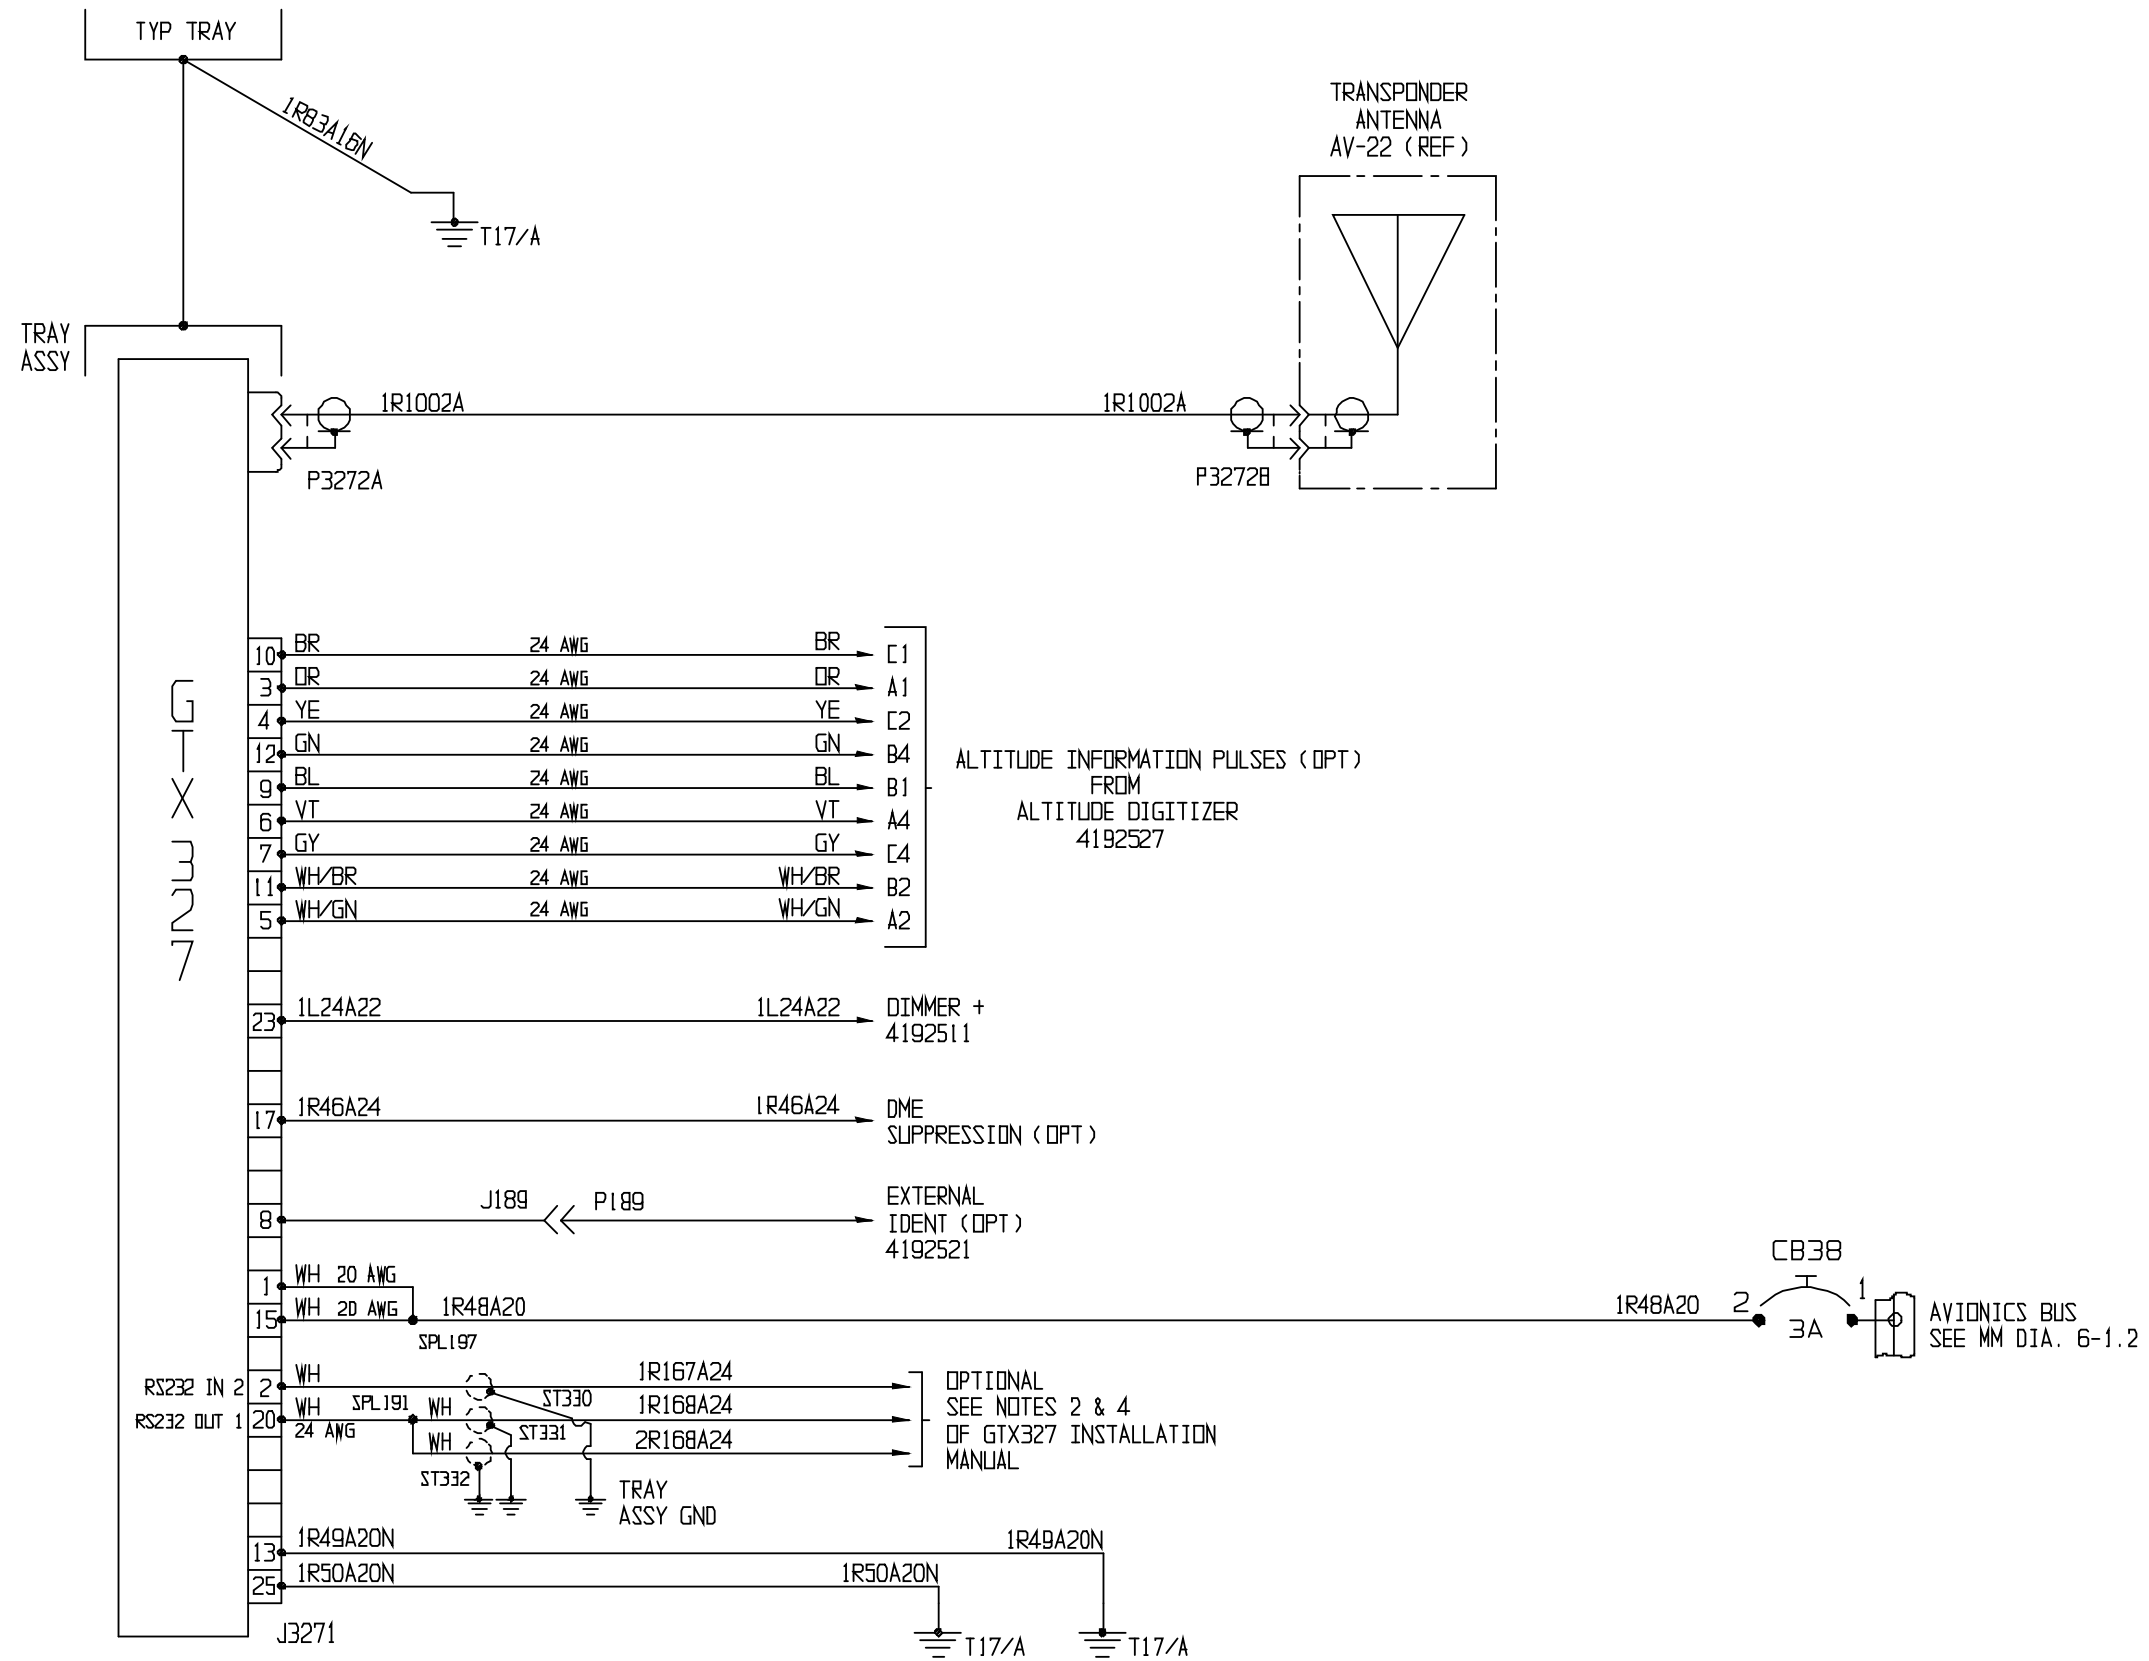 TYP TRAY
1R83A16N
T17/A
TRANSPONDER
ANTENNA
AV-22 (REF)
TRAY
ASSY
1R1002A
1R1002A
P3272A
P3272B
GTX 327
10 BR 24 AWG BR C1
3 OR 24 AWG OR A1
4 YE 24 AWG YE C2
12 GN 24 AWG GN B4
9 BL 24 AWG BL B1
6 VT 24 AWG VT A4
7 GY 24 AWG GY C4
11 WH/BR 24 AWG WH/BR B2
5 WH/GN 24 AWG WH/GN A2
ALTITUDE INFORMATION PULSES (OPT)
FROM
ALTITUDE DIGITIZER
4192527
23 1L24A22 1L24A22 DIMMER +
4192511
17 1R46A24 1R46A24 DME
SUPPRESSION (OPT)
8 J189 P189 EXTERNAL
IDENT (OPT)
4192521
1 WH 20 AWG
15 WH 20 AWG 1R48A20 1R48A20
SPL197
CB38
2 1
3A
AVIONICS BUS
SEE MM DIA. 6-1.2
RS232 IN 2 2 WH 1R167A24
ST330
RS232 OUT 1 20 WH SPL191 WH 1R168A24
24 AWG
ST331
WH 2R168A24
ST332
OPTIONAL
SEE NOTES 2 & 4
OF GTX327 INSTALLATION
MANUAL
TRAY
ASSY GND
13 1R49A20N 1R49A20N
25 1R50A20N 1R50A20N
J3271
T17/A
T17/A